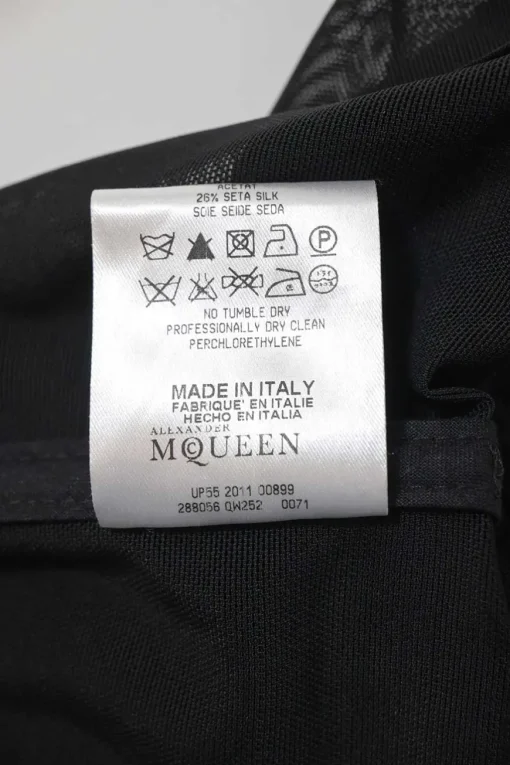 ACETAT
26% SETA SILK
SOIE SEIDE SEDA
P
NO TUMBLE DRY
PROFESSIONALLY DRY CLEAN
PERCHLORETHYLENE
MADE IN ITALY
FABRIQUE' EN ITALIE
HECHO EN ITALIA
ALEXANDER
McQUEEN
UP55 2011 00899
288056 QW252 0071